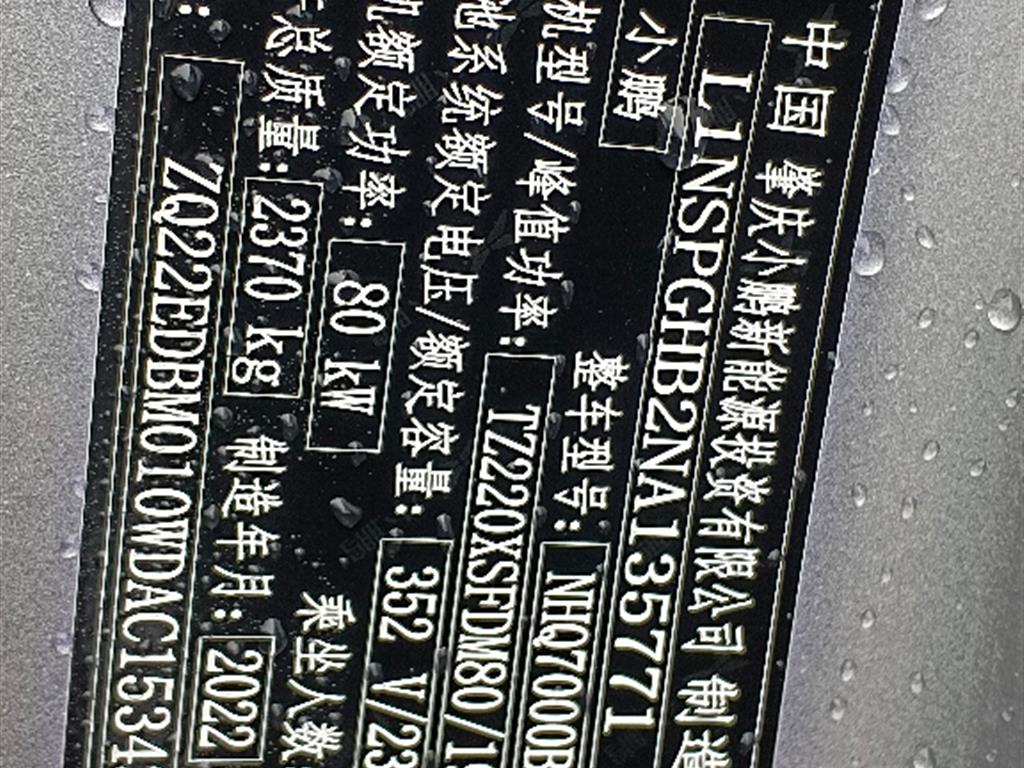 中国 肇庆小鹏新能源投资有限公司 制造
L1NSPGHB2NA135771
小鹏 整车型号: NHQ7000B
机型号/峰值功率: TZ220XSFDM80/1
池系统额定电压/额定容量: 352 V/23
机额定功率: 80 kW 乘坐人数:
总质量: 2370 kg 制造年月: 2022
: ZQ22EDBM010WDAC1534